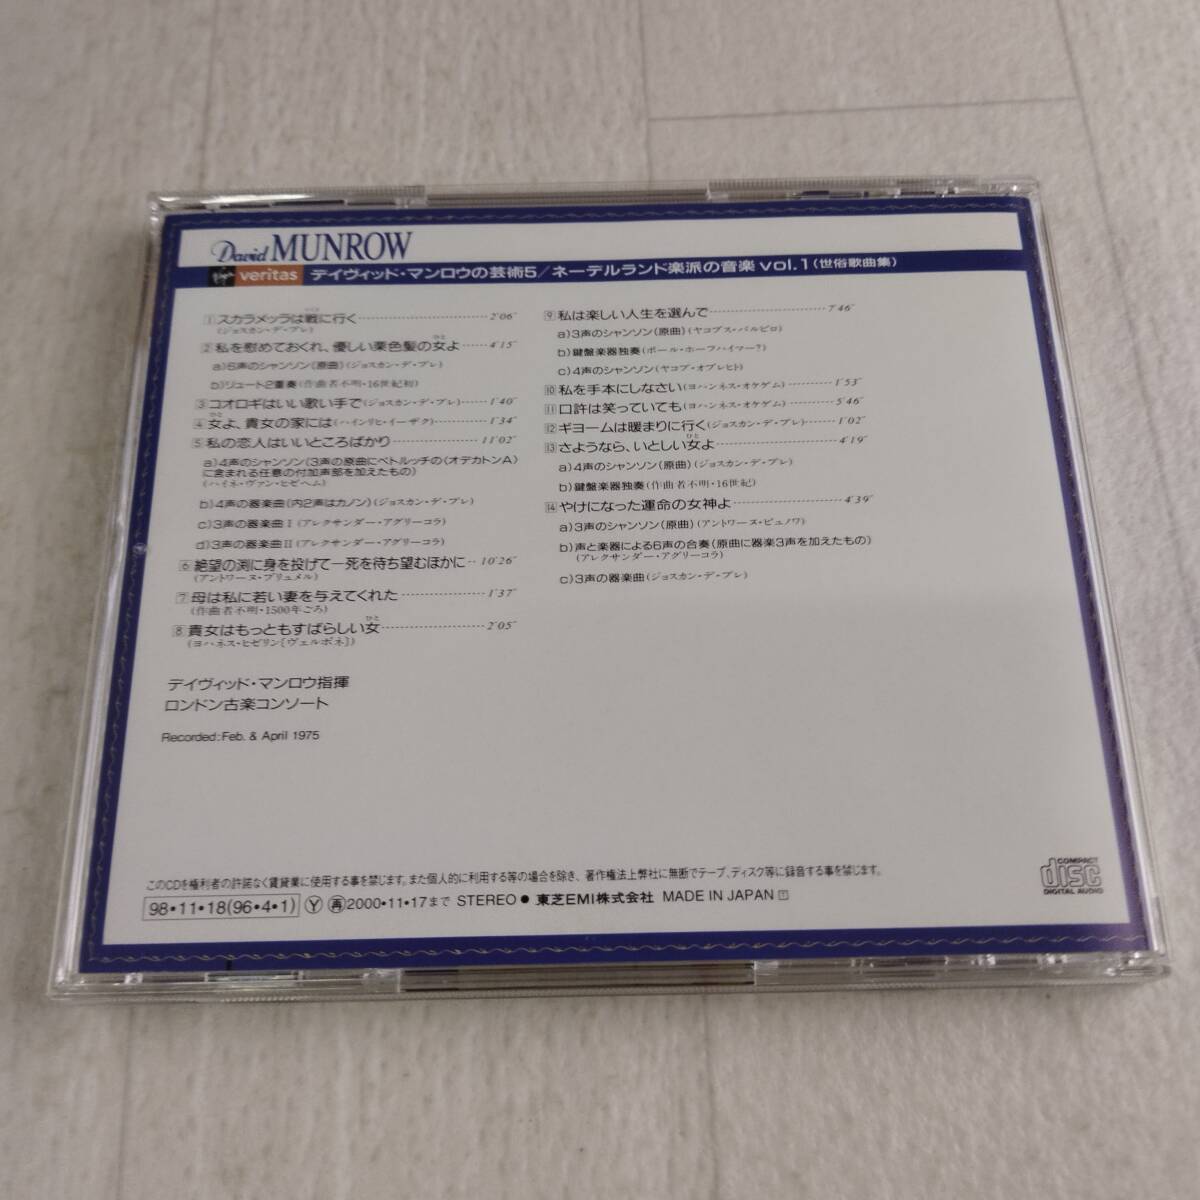 David MUNROW
Virgin veritas デイヴィッド・マンロウの芸術5/ネーデルランド楽派の音楽 vol.1(世俗歌曲集)
1 スカラメッラは戦に行く 2'06"
(ジョスカン・デ・プレ)
2 私を慰めておくれ、優しい栗色髪の女よ 4'15"
a)5声のシャンソン(原曲)(ジョスカン・デ・プレ)
b)リュート2重奏(作曲者不明・16世紀初)
3 コオロギはいい歌い手で(ジョスカン・デ・プレ) 1'40"
4 女よ、貴女の家には(ハインリヒ・イーザク) 1'34"
5 私の恋人はいいところばかり 11'02"
a)4声のシャンソン(3声の原曲にペトルッチの〈オデカトンA〉
に含まれる任意の付加声部を加えたもの)
(ハイネ・ヴァン・ヒゼヘム)
b)4声の器楽曲(内2声はカノン)(ジョスカン・デ・プレ)
c)3声の器楽曲Ⅰ(アレクサンダー・アグリーコラ)
d)3声の器楽曲Ⅱ(アレクサンダー・アグリーコラ)
6 絶望の渕に身を投げて―死を待ち望むほかに 10'26"
(アントワーヌ・ブリュメル)
7 母は私に若い妻を与えてくれた 1'37"
(作曲者不明・1500年ごろ)
8 貴女はもっともすばらしい女 2'05"
(ヨハネス・ヒゼリン[ヴェルボネ])
9 私は楽しい人生を選んで 7'46"
a)3声のシャンソン(原曲)(ヤコブス・バルビロ)
b)鍵盤楽器独奏(ポール・ホーフハイマー?)
c)4声のシャンソン(ヤコブ・オブレヒト)
10 私を手本にしなさい(ヨハンネス・オケゲム) 1'53"
11 口許は笑っていても(ヨハンネス・オケゲム) 5'46"
12 ギヨームは暖まりに行く(ジョスカン・デ・プレ) 1'02"
13 さようなら、いとしい女よ 4'19"
a)4声のシャンソン(原曲)(ジョスカン・デ・プレ)
b)鍵盤楽器独奏(作曲者不明・16世紀)
14 やけになった運命の女神よ 4'39"
a)3声のシャンソン(原曲)(アントワーヌ・ビュノワ)
b)声と楽器による6声の合奏(原曲に器楽3声を加えたもの)
(アレクサンダー・アグリコラ)
c)3声の器楽曲(ジョスカン・デ・プレ)
デイヴィッド・マンロウ指揮
ロンドン古楽コンソート
Recorded:Feb. & April 1975
このCDを権利者の許諾なく賃貸業に使用する事を禁じます。また個人的に利用する等の場合を除き、著作権法上弊社に無断でテープ、ディスク等に録音する事を禁じます。
98・11・18(96・4・1) Ⓨ 再 2000・11・17まで STEREO ● 東芝EMI株式会社 MADE IN JAPAN
COMPACT
disc
DIGITAL AUDIO